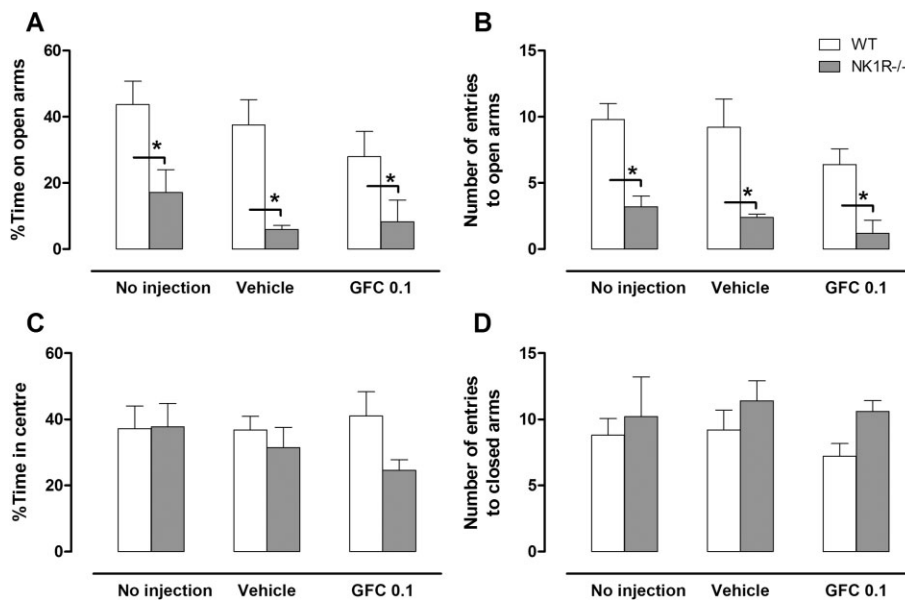 A
%Time on open arms
60
40
20
0
*
*
*
No injection
Vehicle
GFC 0.1
B
Number of entries
to open arms
15
10
5
0
*
*
*
WT
NK1R-/-
No injection
Vehicle
GFC 0.1
C
%Time in centre
60
40
20
0
No injection
Vehicle
GFC 0.1
D
Number of entries
to closed arms
15
10
5
0
No injection
Vehicle
GFC 0.1